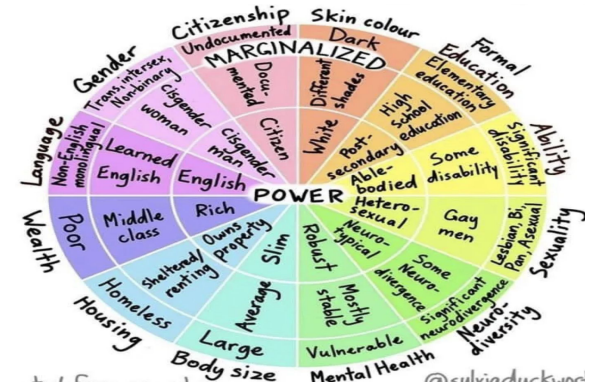 Citizenship
Undocumented
Docu-
mented
Citizen
Skin colour
Dark
Different
shades
White
Formal
Education
Elementary
education
High
School
education
Post-
secondary
Ability
Significant
disability
Some
disability
Able-
bodied
Sexuality
Lesbian, Bi,
Pan, Asexual
Gay
men
Hetero-
sexual
Neuro-
diversity
Significant
neurodivergence
Some
Neuro-
divergence
Neuro-
typical
Mental Health
Vulnerable
Mostly
stable
Robust
Body size
Large
Average
Slim
Housing
Homeless
Sheltered/
renting
Owns
property
Wealth
Poor
Middle
class
Rich
Language
Non-English
monolingual
Learned
English
English
Gender
Trans, intersex,
Non-binary
Cisgender
woman
cisgender
man
MARGINALIZED
POWER